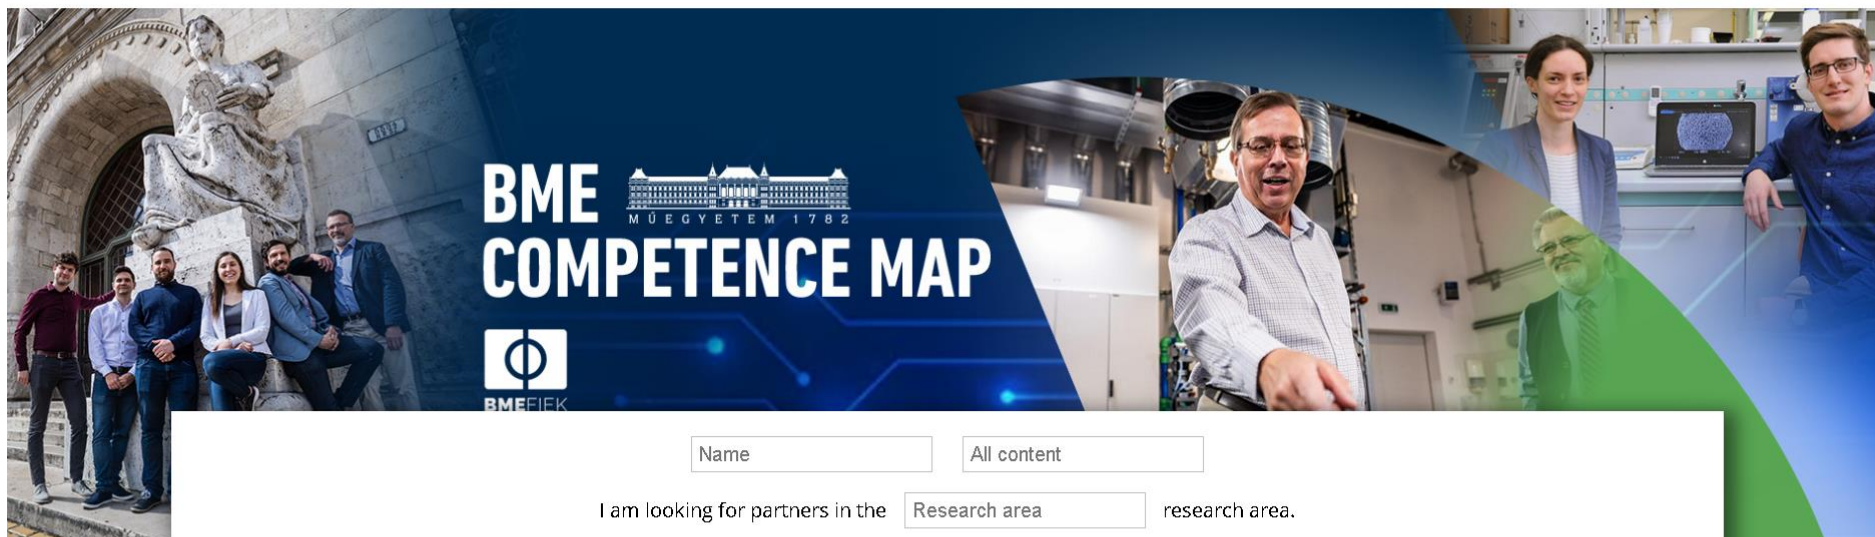 BME
MŰEGYETEM 1782
COMPETENCE MAP
BMEFIEK
Name
All content
I am looking for partners in the Research area research area.